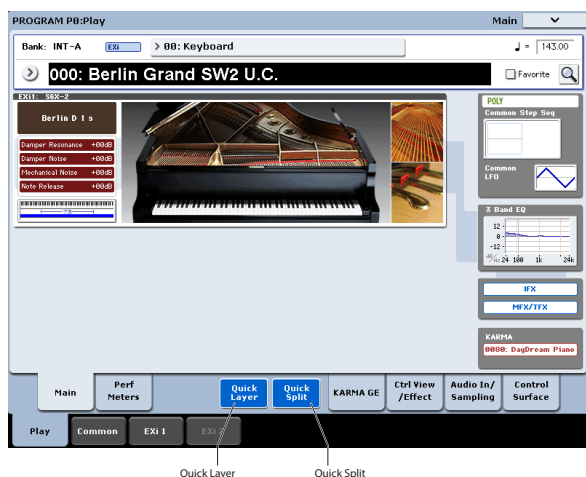 PROGRAM P0:Play
Main
Bank: INT-A EXi > 00: Keyboard ♩ = 143.00
000: Berlin Grand SW2 U.C.
Favorite
EXi1: SGX-2
Berlin D 1 s
Damper Resonance +00dB
Damper Noise +00dB
Mechanical Noise +00dB
Note Release +00dB
73
POLY
Common Step Seq
Common
LFO
3 Band EQ
12
0
-12
dB/Hz 24 100 1k 24k
IFX
MFX/TFX
KARMA
0080: DayDream Piano
Main
Perf
Meters
Quick
Layer
Quick
Split
KARMA GE
Ctrl View
/Effect
Audio In/
Sampling
Control
Surface
Play
Common
EXi 1
EXi 2
Quick Layer
Quick Split